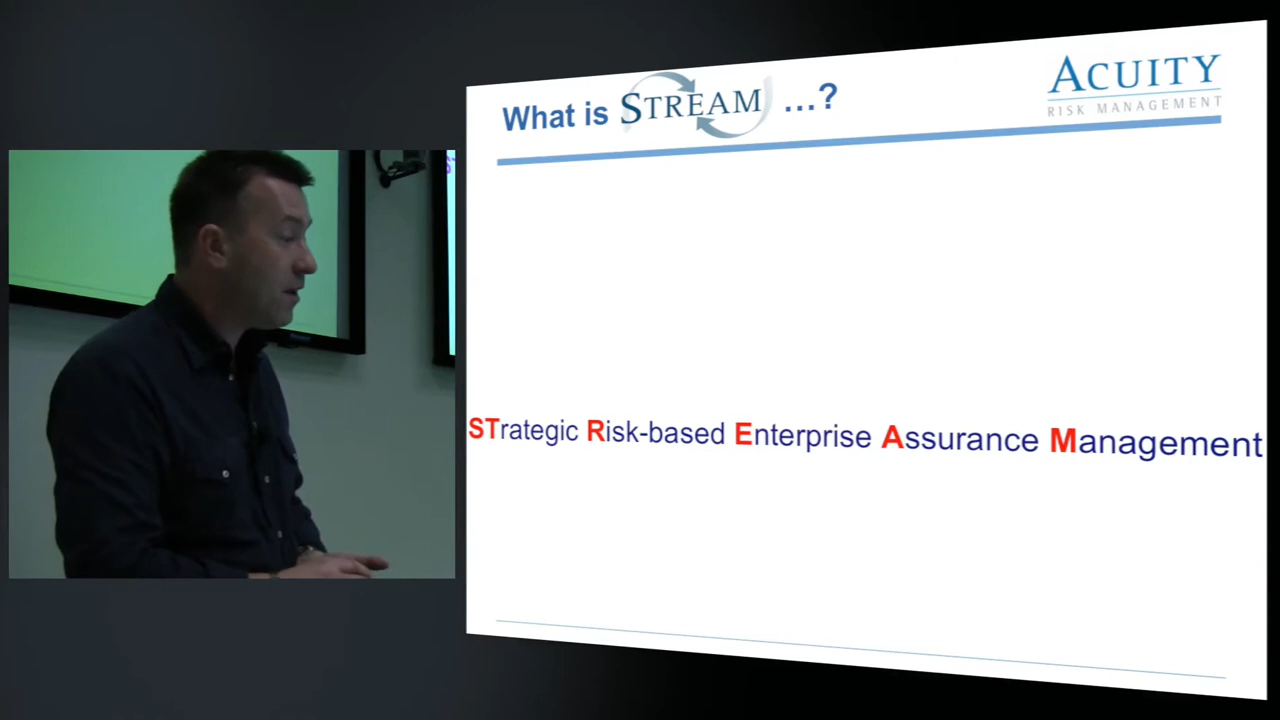 What is STREAM ...?
ACUITY
RISK MANAGEMENT
STrategic Risk-based Enterprise Assurance Management